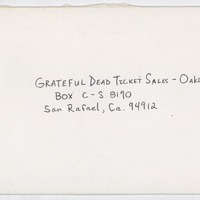 GRATEFUL DEAD TICKET SALES - Oak
BOX C-S 8190
San Rafael, Ca. 94912